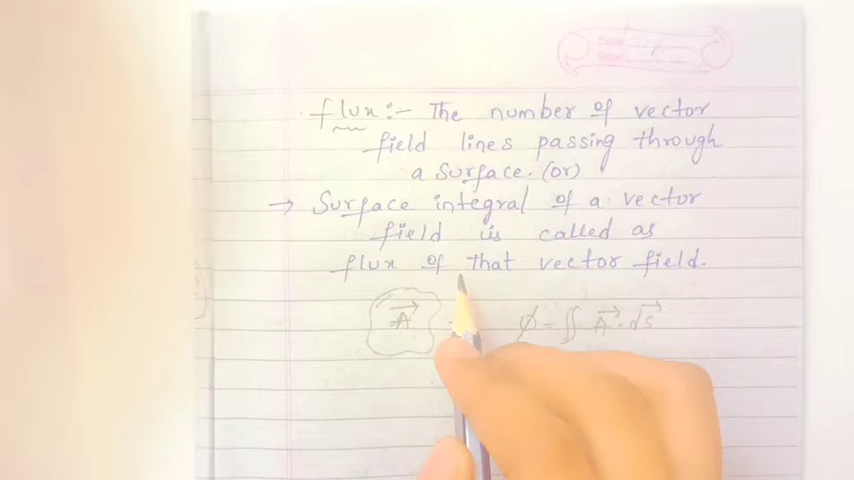 flux:- The number of vector
field lines passing through
a surface. (or)
→ Surface integral of a vector
field is called as
flux of that vector field.
A⃗ ϕ = ∬ A⃗ · ds⃗